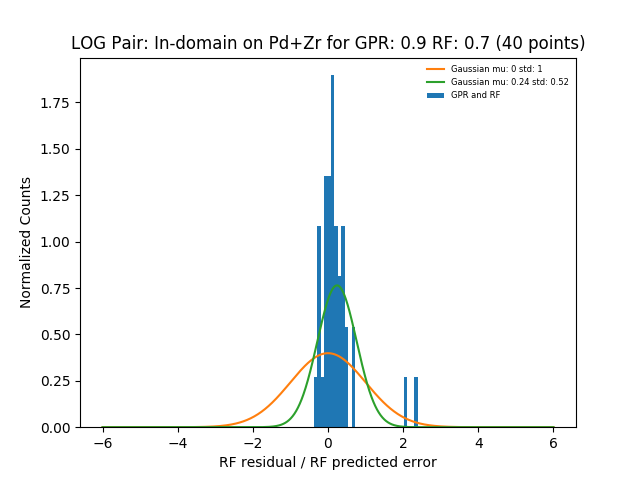 LOG Pair: In-domain on Pd+Zr for GPR: 0.9 RF: 0.7 (40 points)
Gaussian mu: 0 std: 1
Gaussian mu: 0.24 std: 0.52
GPR and RF
Normalized Counts
1.75
1.50
1.25
1.00
0.75
0.50
0.25
0.00
−6 −4 −2 0 2 4 6
RF residual / RF predicted error